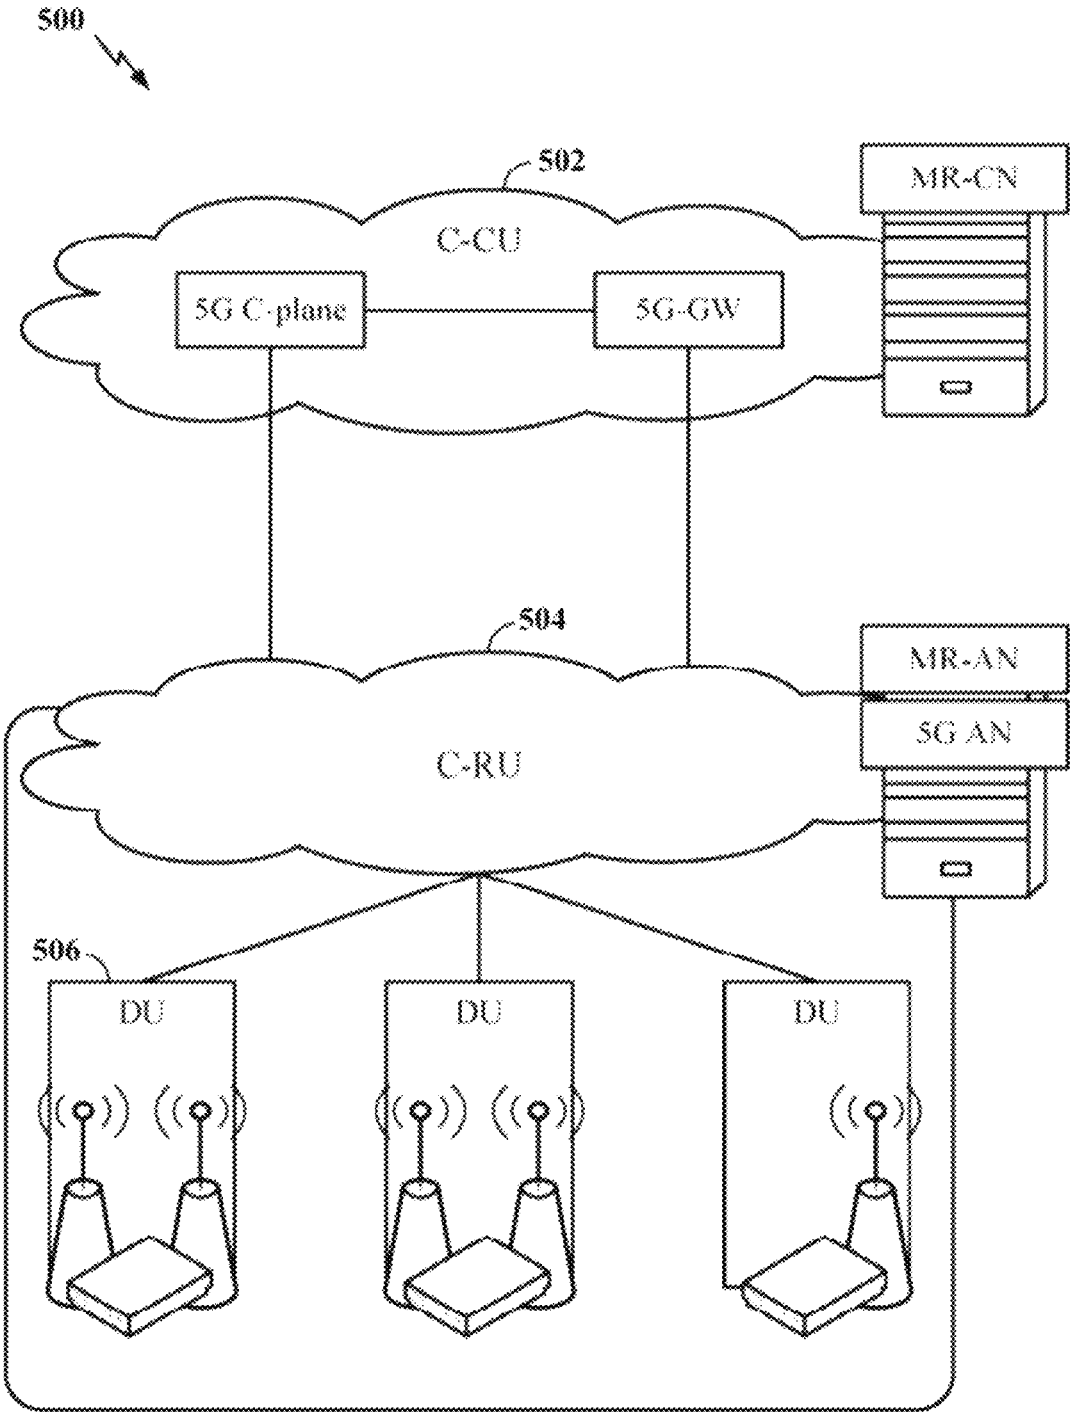 500
502
MR-CN
C-CU
5G C-plane
5G-GW
504
MR-AN
5G AN
C-RU
506
DU
DU
DU